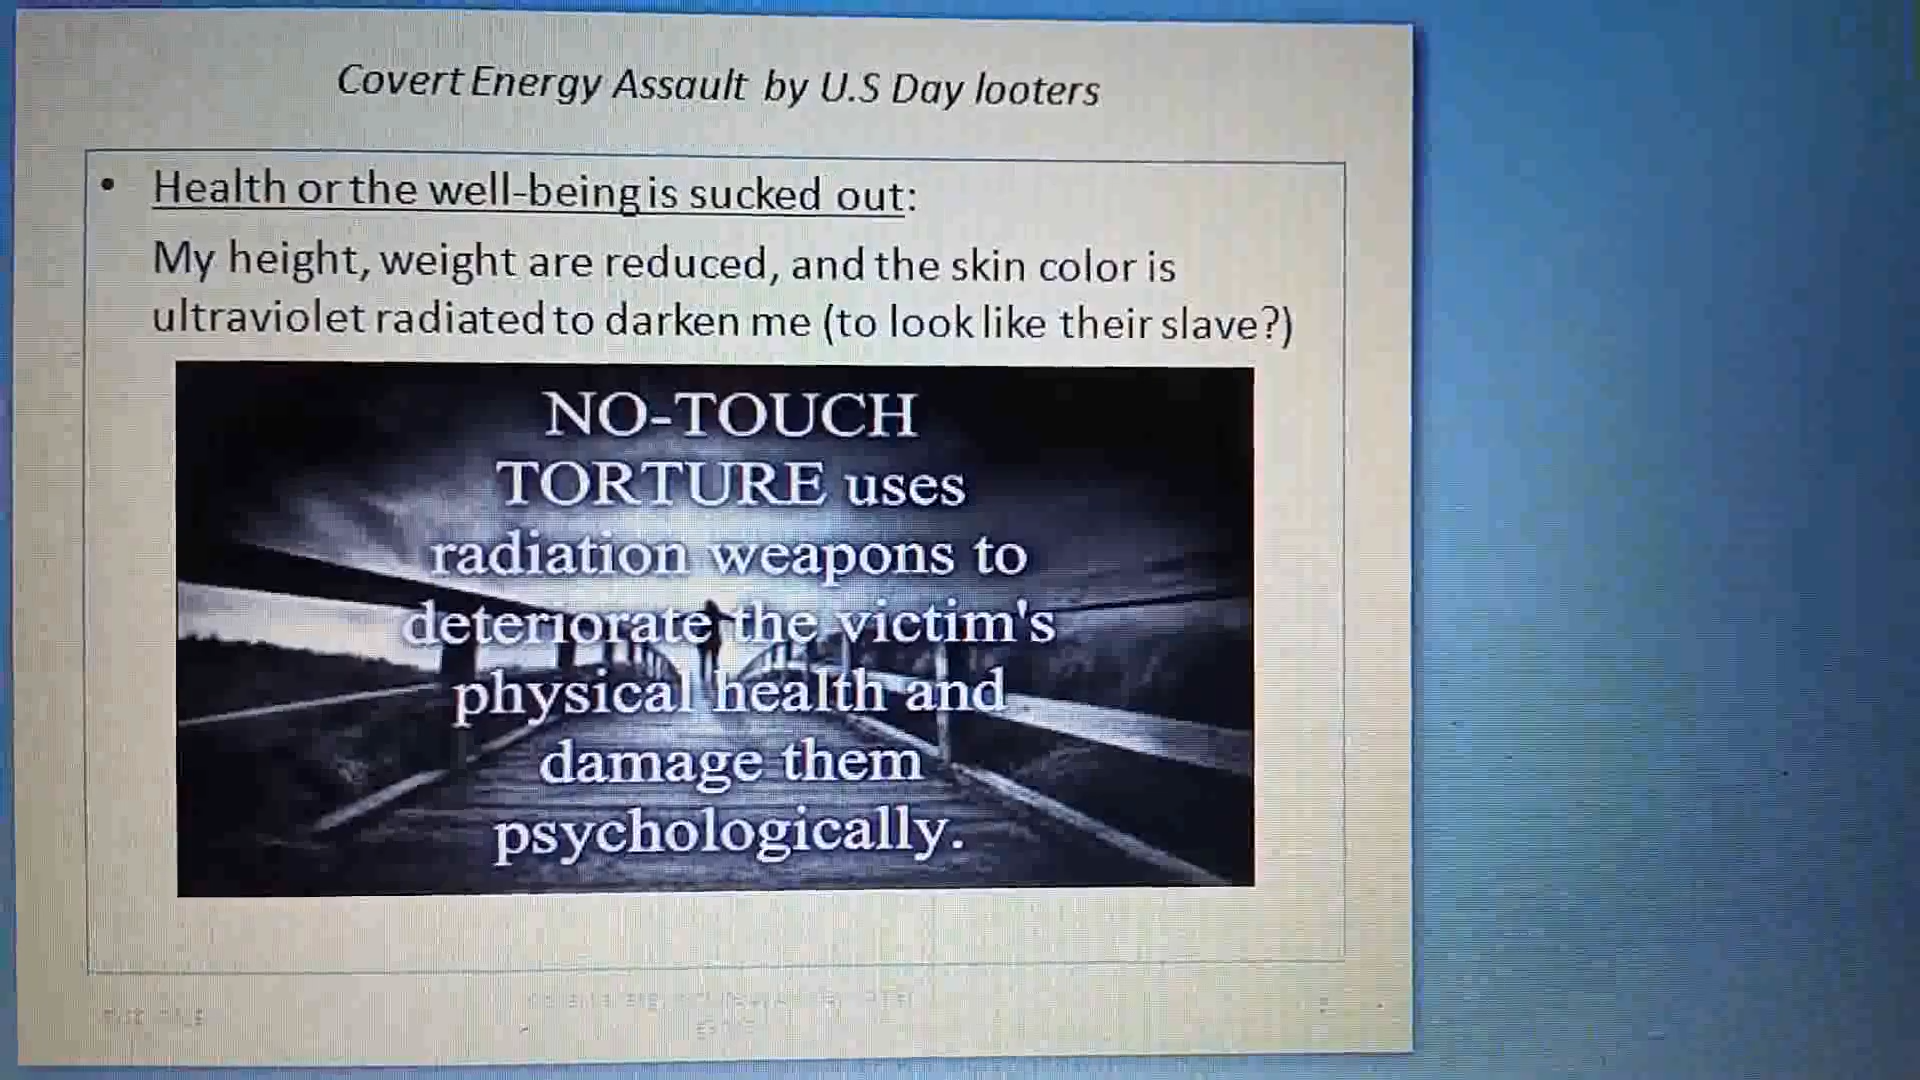 Covert Energy Assault by U.S Day looters
• Health or the well-being is sucked out:
My height, weight are reduced, and the skin color is
ultraviolet radiated to darken me (to look like their slave?)
NO-TOUCH
TORTURE uses
radiation weapons to
deteriorate the victim's
physical health and
damage them
psychologically.